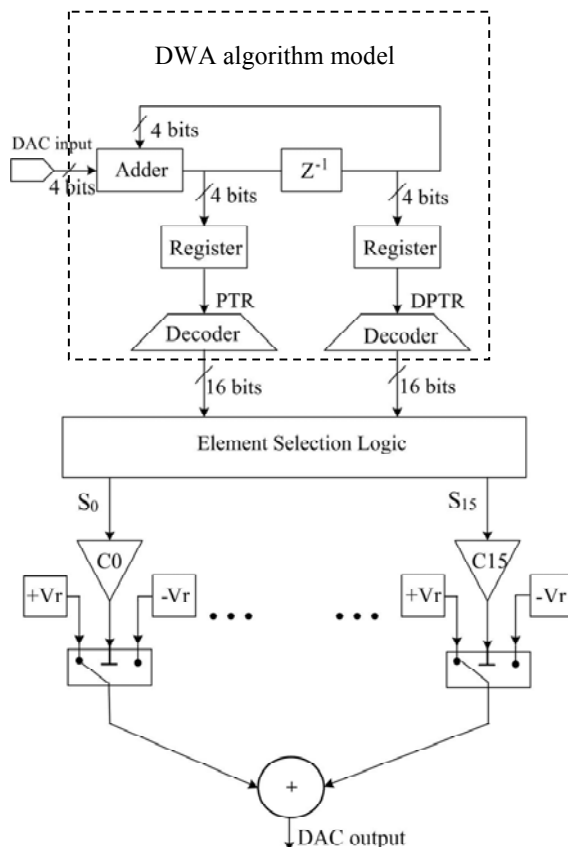 DWA algorithm model
4 bits
DAC input
4 bits
Adder
Z⁻¹
4 bits
4 bits
Register
Register
PTR
DPTR
Decoder
Decoder
16 bits
16 bits
Element Selection Logic
S₀
S₁₅
C0
C15
+Vr
-Vr
+Vr
-Vr
+
DAC output